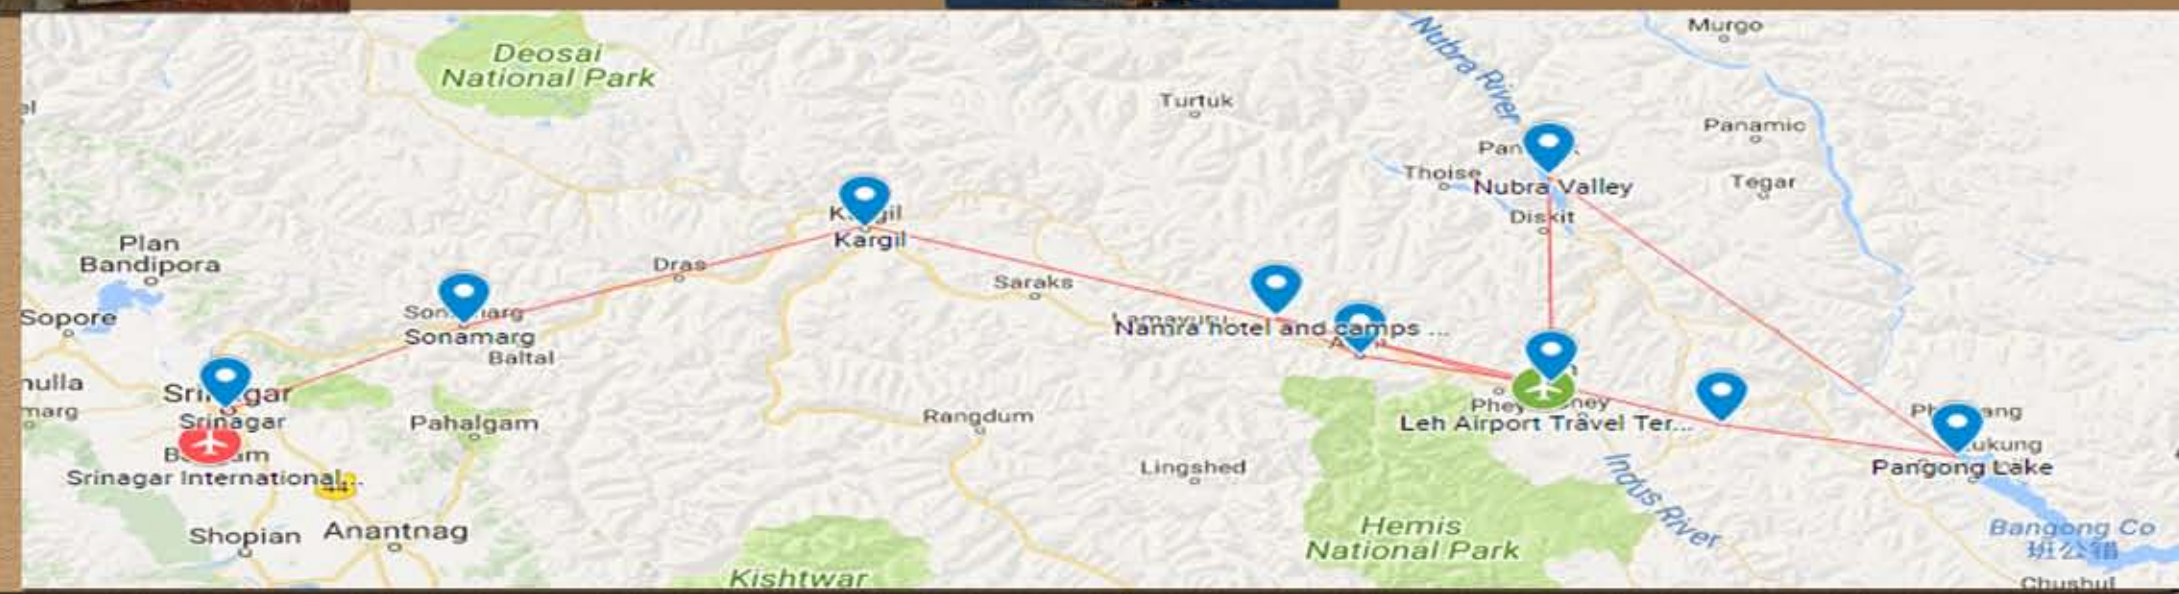 Murgo
Nubra River
Deosai
National Park
Turtuk
Panamic
Thoise
Nubra Valley
Tegar
Diskit
Kargil
Plan
Bandipora
Dras
Saraks
Sopore
Sonamarg
Baltal
Namra hotel and camps ...
Srinagar
Srinagar
Pahalgam
Rangdum
Leh Airport Travel Ter...
Pangong Lake
Srinagar International...
44
Lingshed
Indus River
Shopian
Anantnag
Hemis
National Park
Bangong Co
班公错
Kishtwar
Chushul